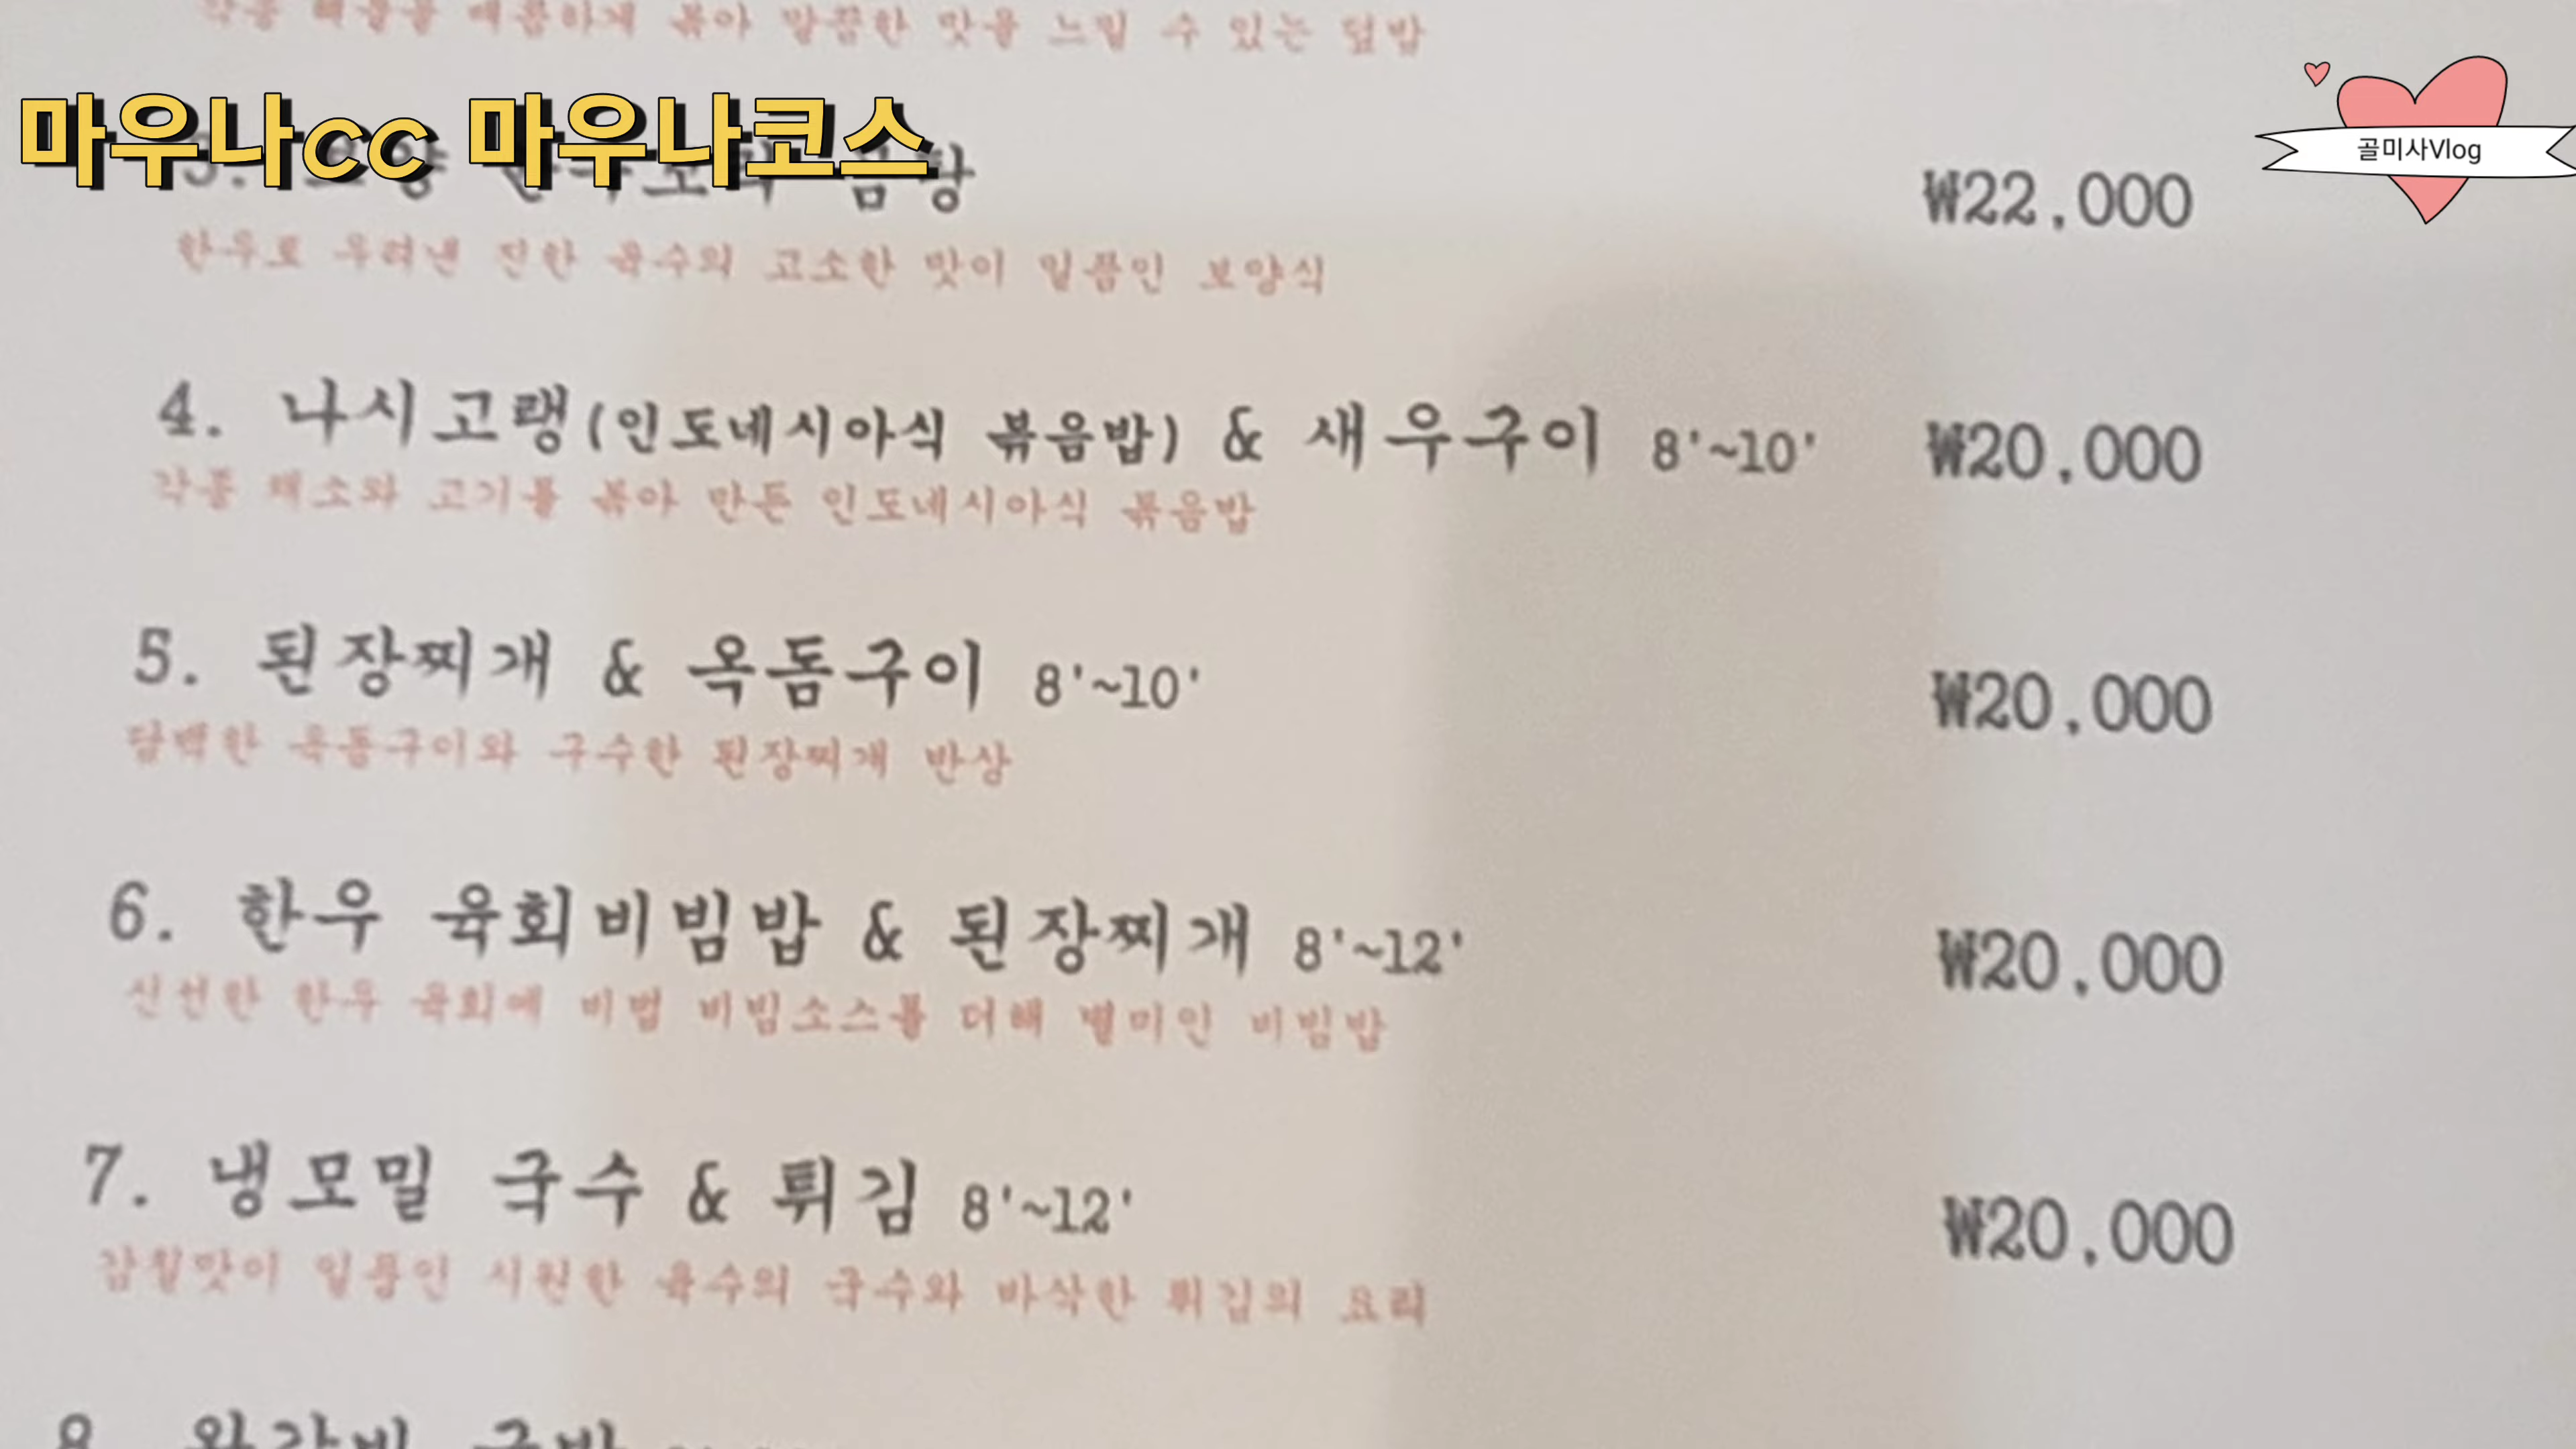 각종 해물을 매콤하게 볶아 깔끔한 맛을 느낄 수 있는 덮밥
마우나cc 마우나코스
골미사Vlog
3. 탕 ₩22,000
한우로 우려낸 진한 육수의 고소한 맛이 일품인 보양식
4. 나시고랭(인도네시아식 볶음밥) & 새우구이 8'~10' ₩20,000
각종 채소와 고기를 볶아 만든 인도네시아식 볶음밥
5. 된장찌개 & 옥돔구이 8'~10' ₩20,000
담백한 옥돔구이와 구수한 된장찌개 반상
6. 한우 육회비빔밥 & 된장찌개 8'~12' ₩20,000
신선한 한우 육회에 비법 비빔소스를 더해 별미인 비빔밥
7. 냉모밀 국수 & 튀김 8'~12' ₩20,000
감칠맛이 일품인 시원한 육수의 국수와 바삭한 튀김의 요리
8. 왕갈비 국밥